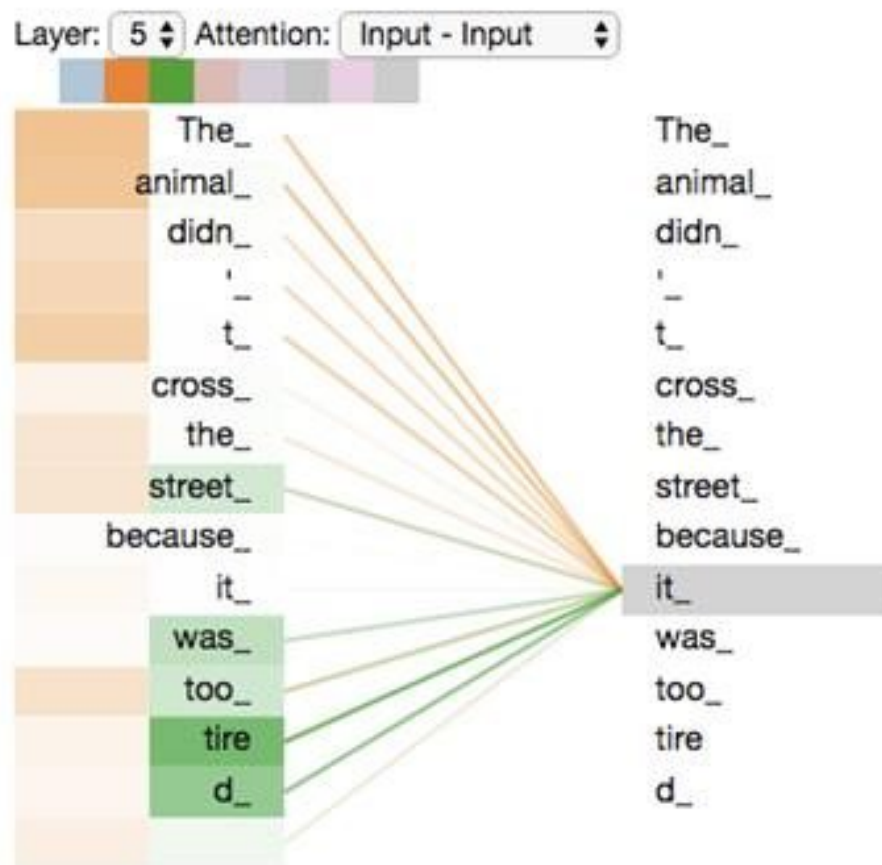 Layer: 5 Attention: Input - Input
The_ The_
animal_ animal_
didn_ didn_
'_ '_
t_ t_
cross_ cross_
the_ the_
street_ street_
because_ because_
it_ it_
was_ was_
too_ too_
tire tire
d_ d_